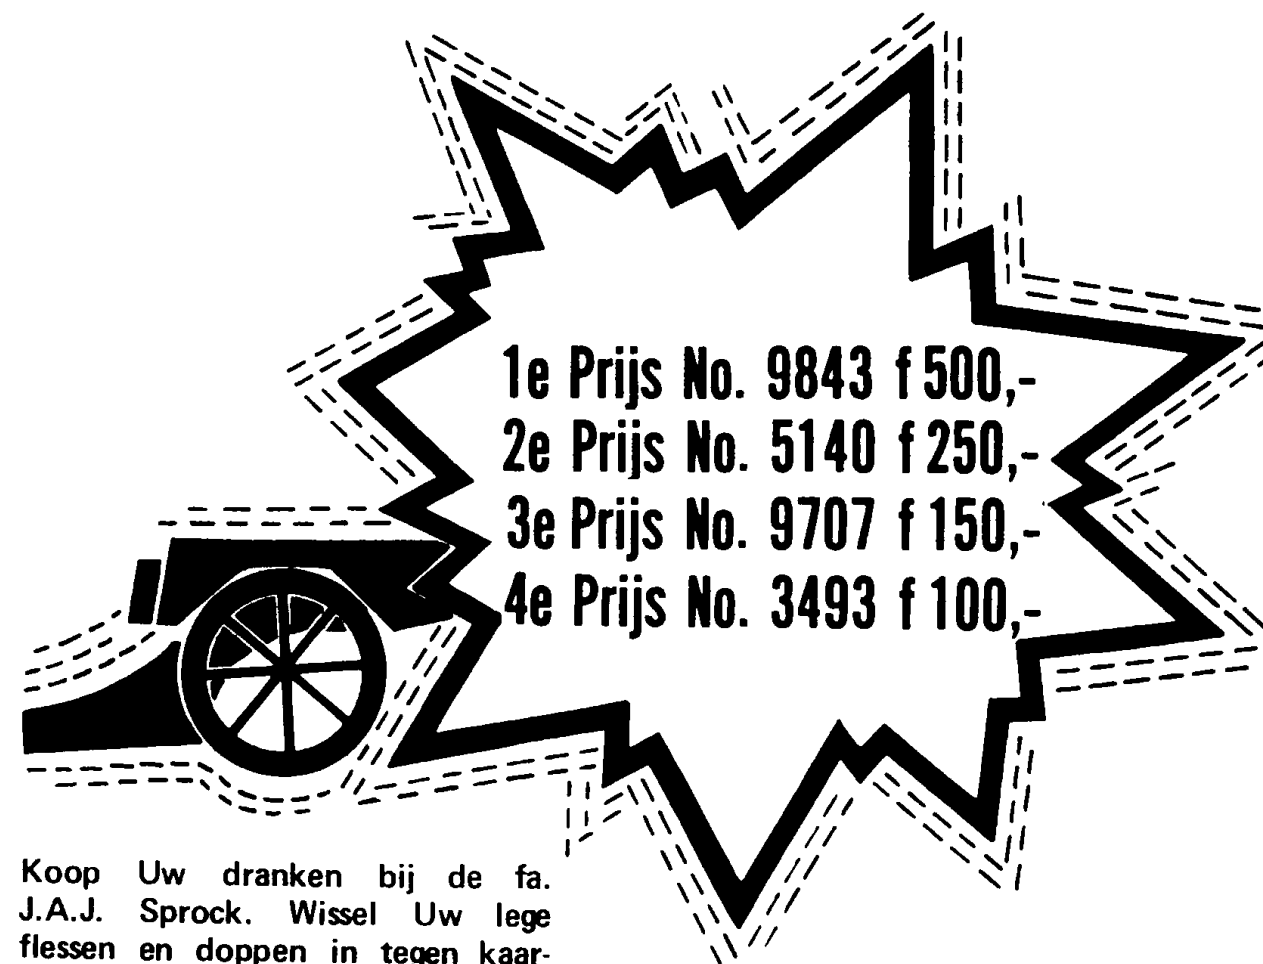 1e Prijs No. 9843 f 500,-
2e Prijs No. 5140 f 250,-
3e Prijs No. 9707 f 150,-
4e Prijs No. 3493 f 100,-
Koop Uw dranken bij de fa.
J.A.J. Sprock. Wissel Uw lege
flessen en doppen in tegen kaar-